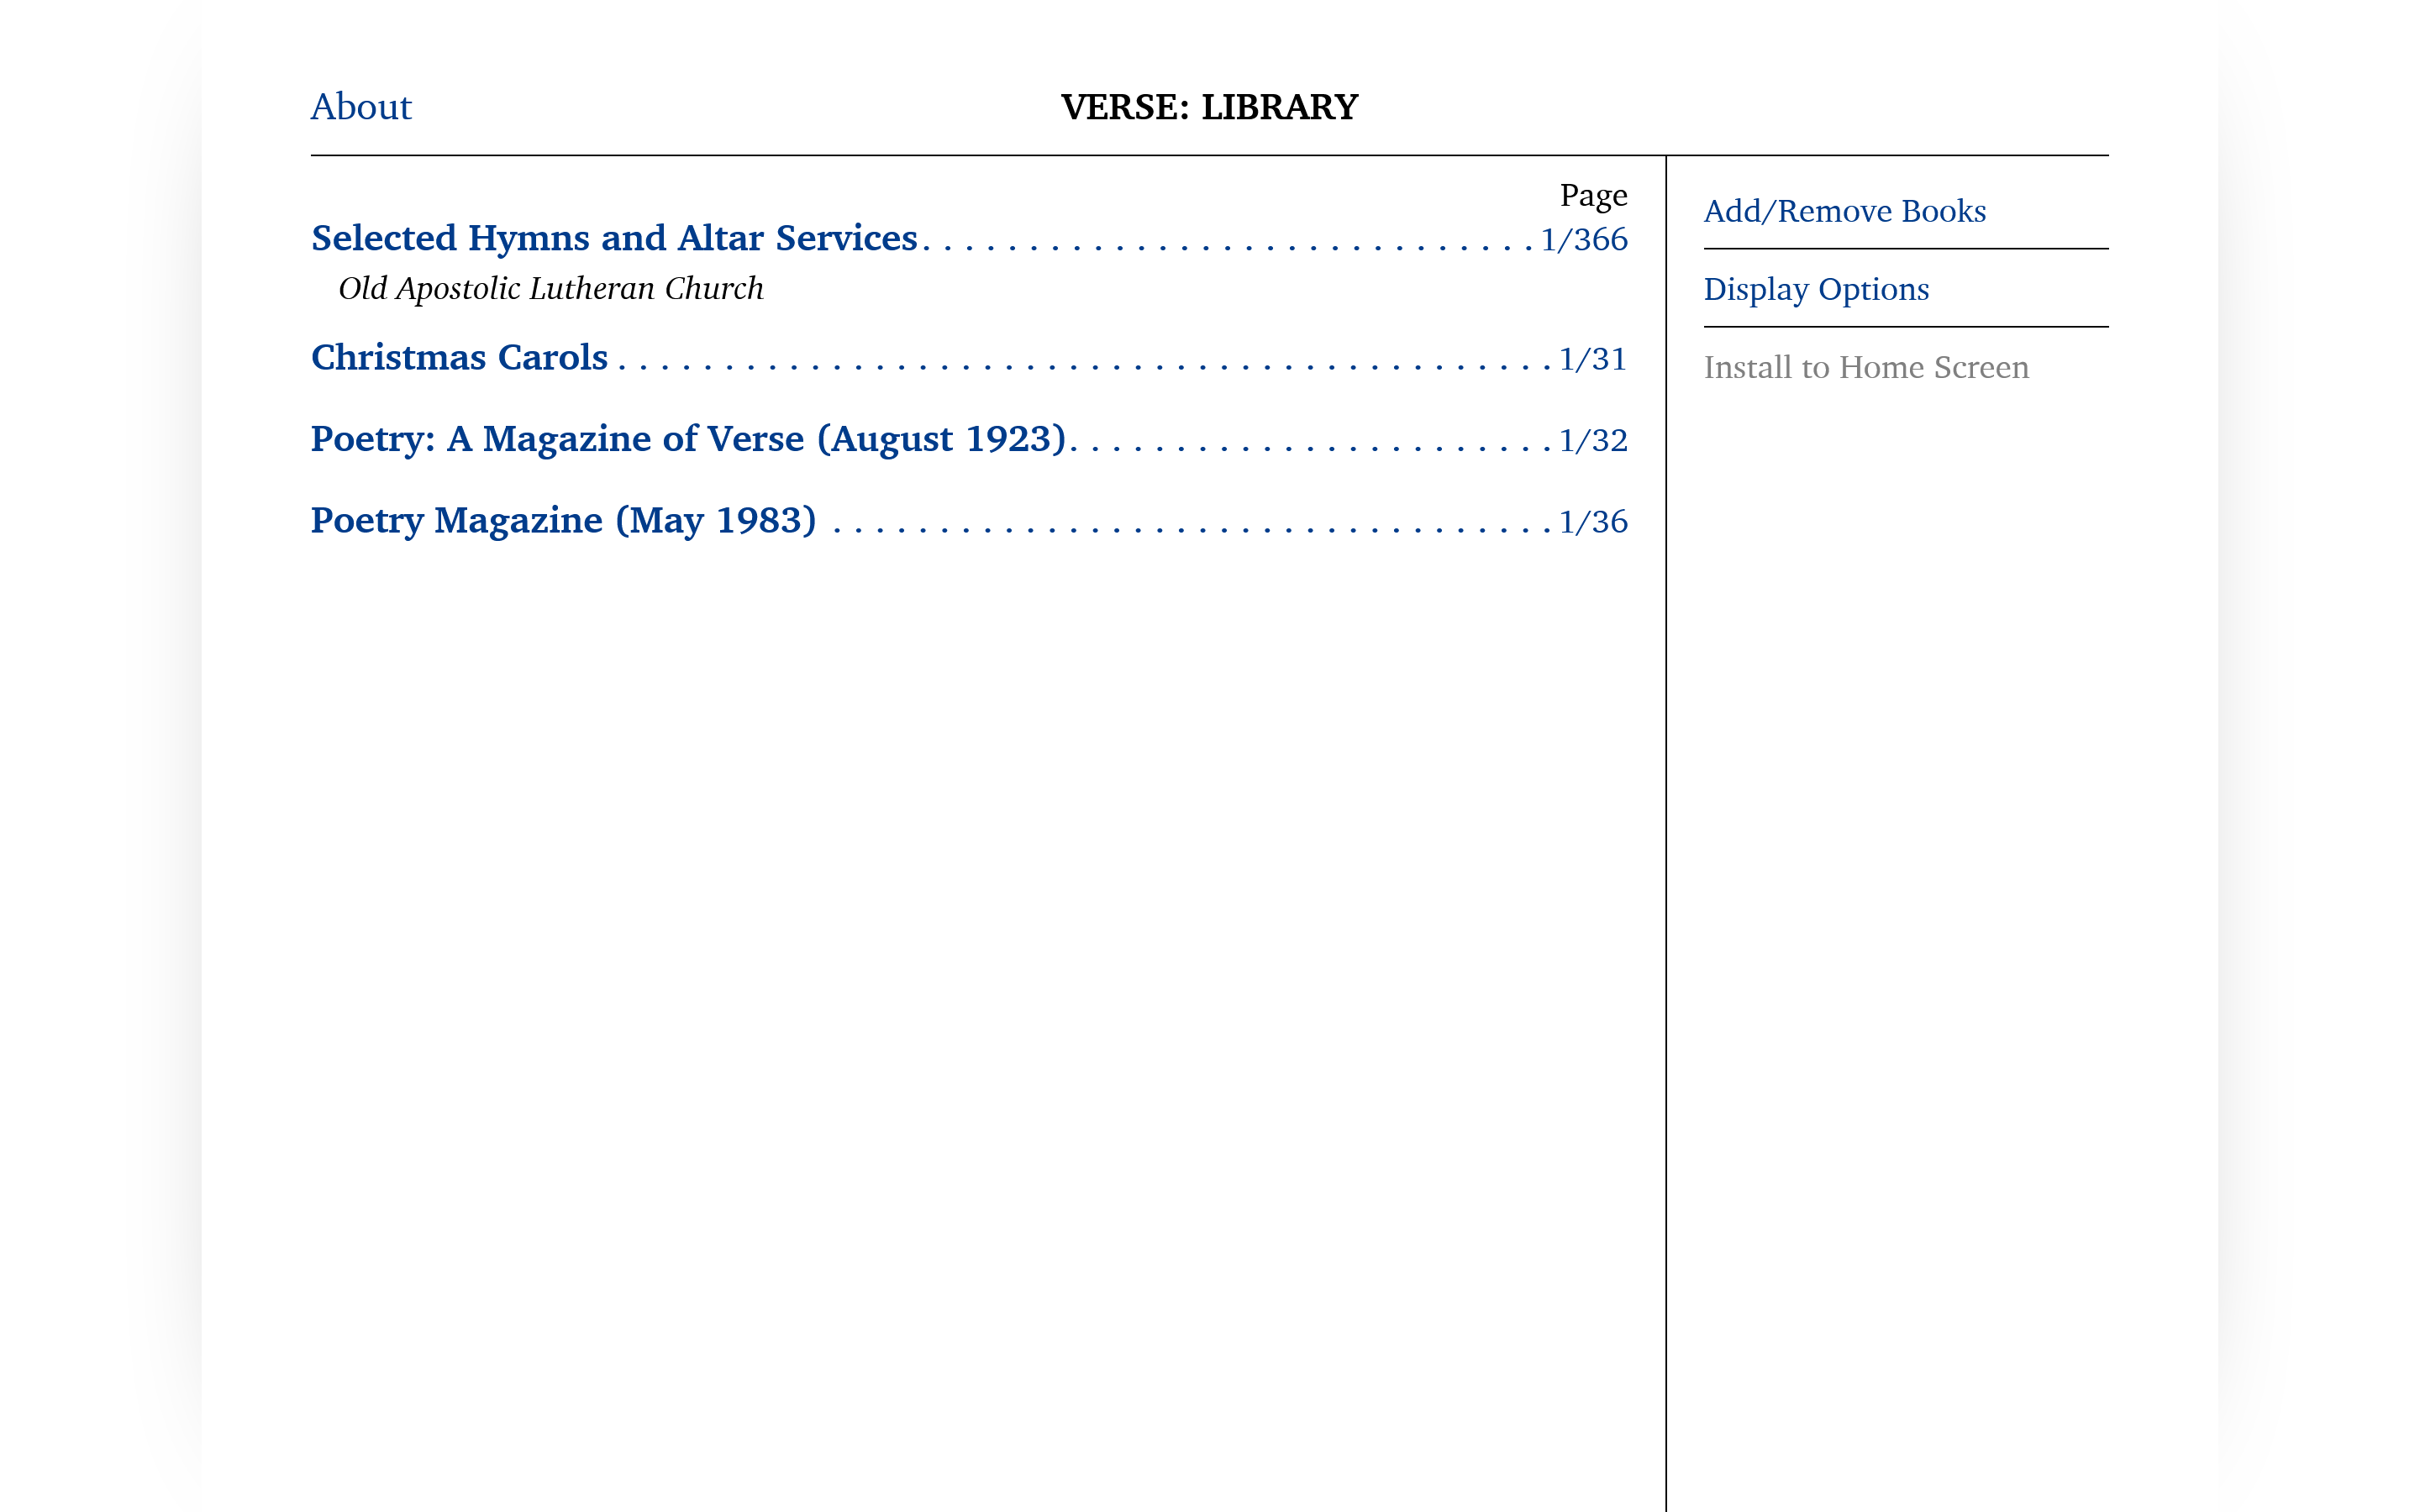 About
VERSE: LIBRARY
Page
Selected Hymns and Altar Services. . . . . . . . . . . . . . . . . . . . . . . . . . . . . 1/366
Old Apostolic Lutheran Church
Christmas Carols . . . . . . . . . . . . . . . . . . . . . . . . . . . . . . . . . . . . . . . . . . . . 1/31
Poetry: A Magazine of Verse (August 1923). . . . . . . . . . . . . . . . . . . . . . . 1/32
Poetry Magazine (May 1983) . . . . . . . . . . . . . . . . . . . . . . . . . . . . . . . . . . 1/36
Add/Remove Books
Display Options
Install to Home Screen